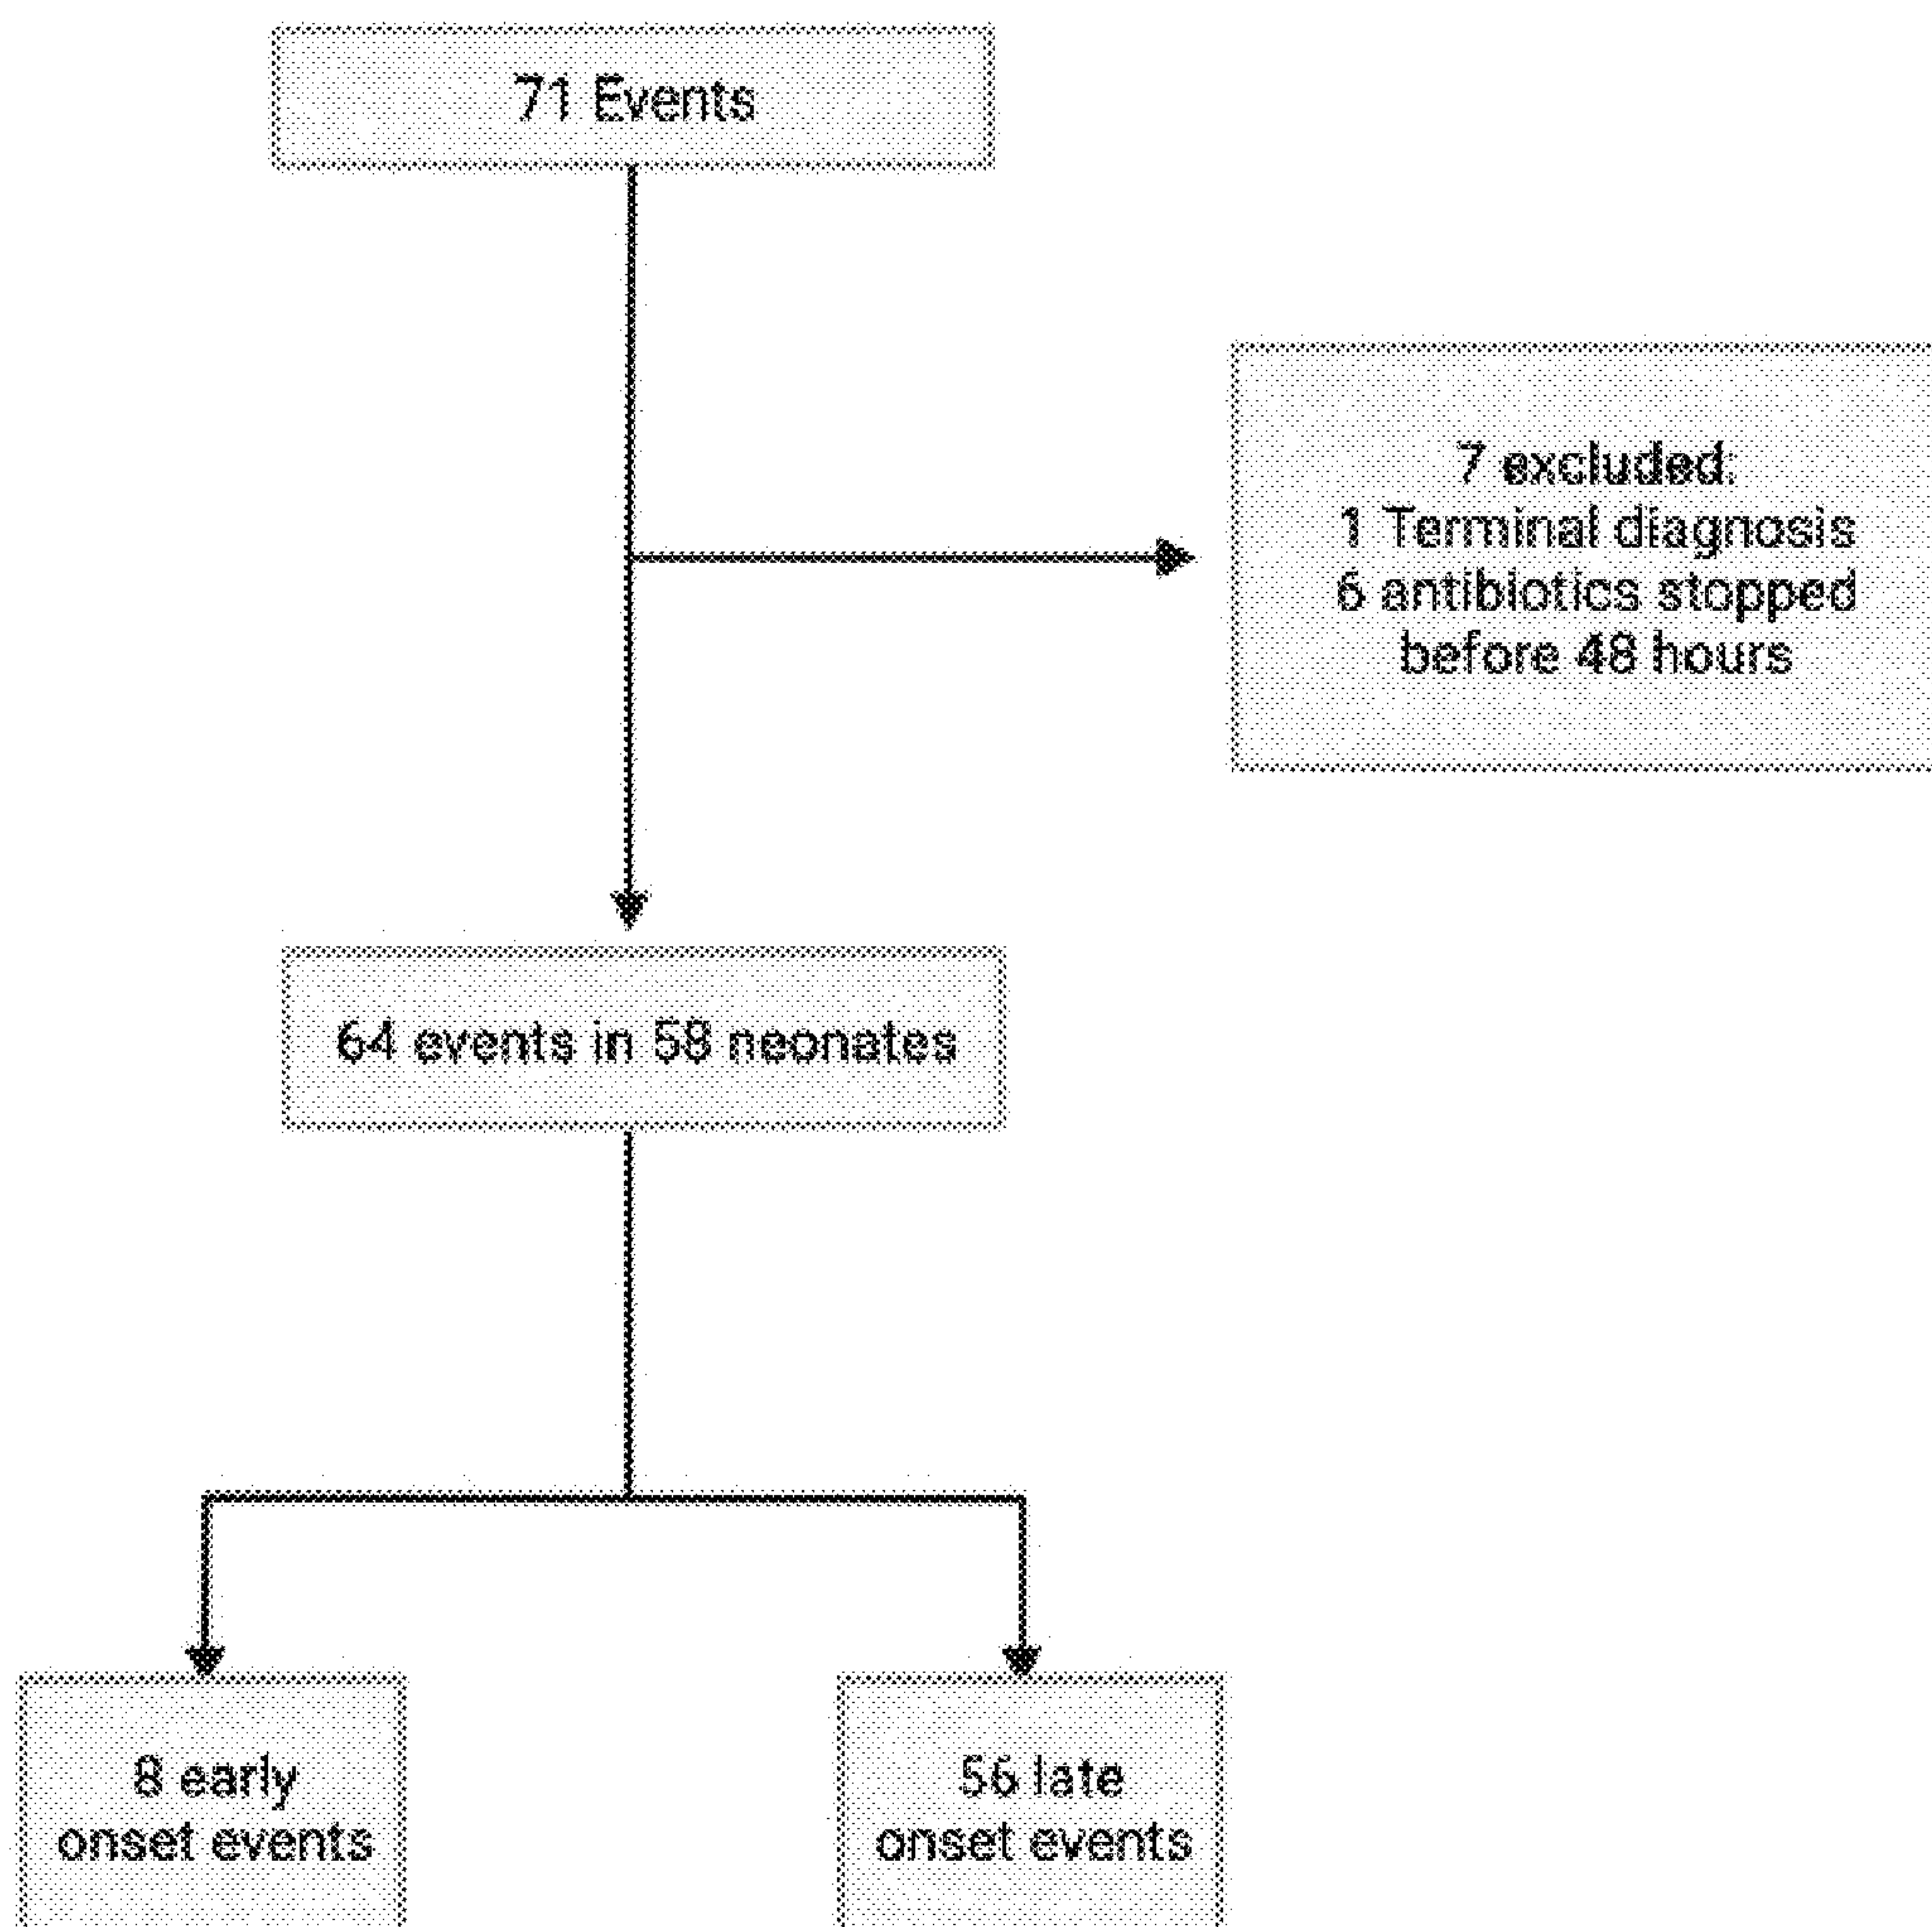 71 Events
7 excluded:
1 Terminal diagnosis
6 antibiotics stopped
before 48 hours
64 events in 58 neonates
8 early
onset events
56 late
onset events